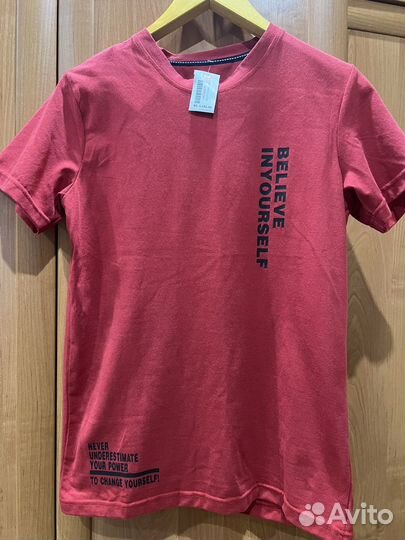 BELIEVE
INYOURSELF
NEVER
UNDERESTIMATE
YOUR POWER
TO CHANGE YOURSELF!
Avito